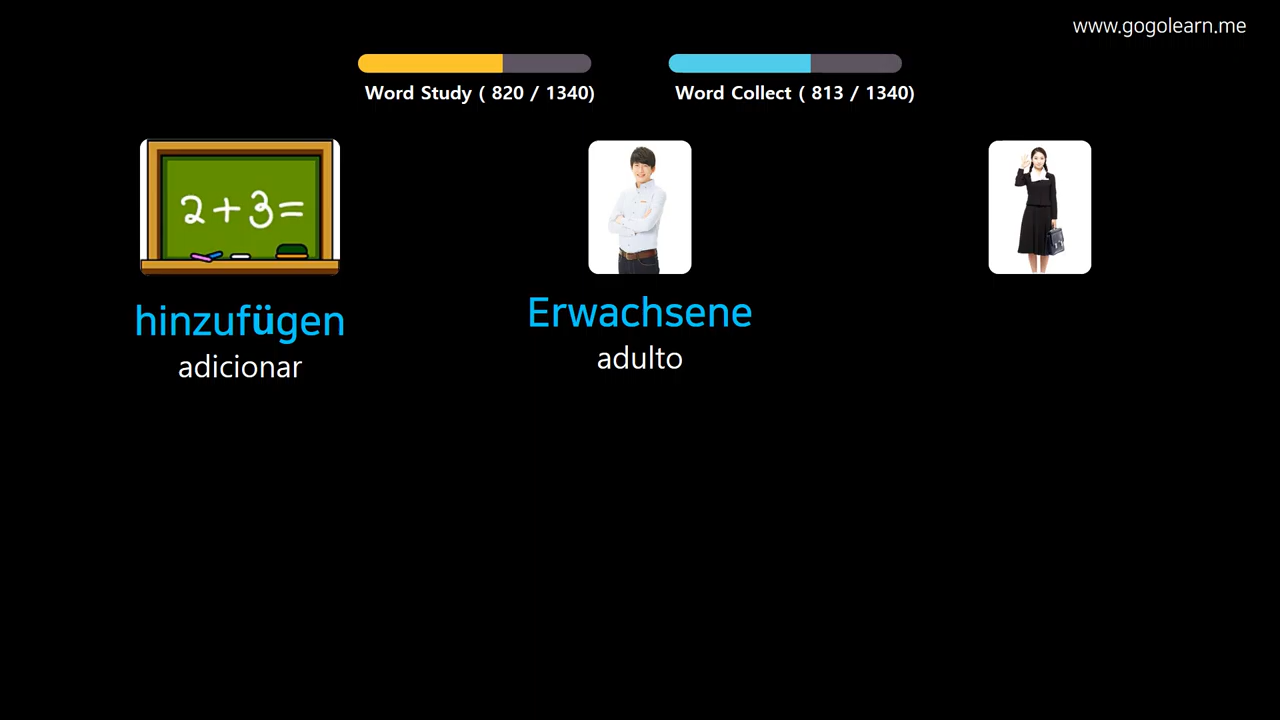 www.gogolearn.me
Word Study ( 820 / 1340)
Word Collect ( 813 / 1340)
2+3=
hinzufügen
adicionar
Erwachsene
adulto